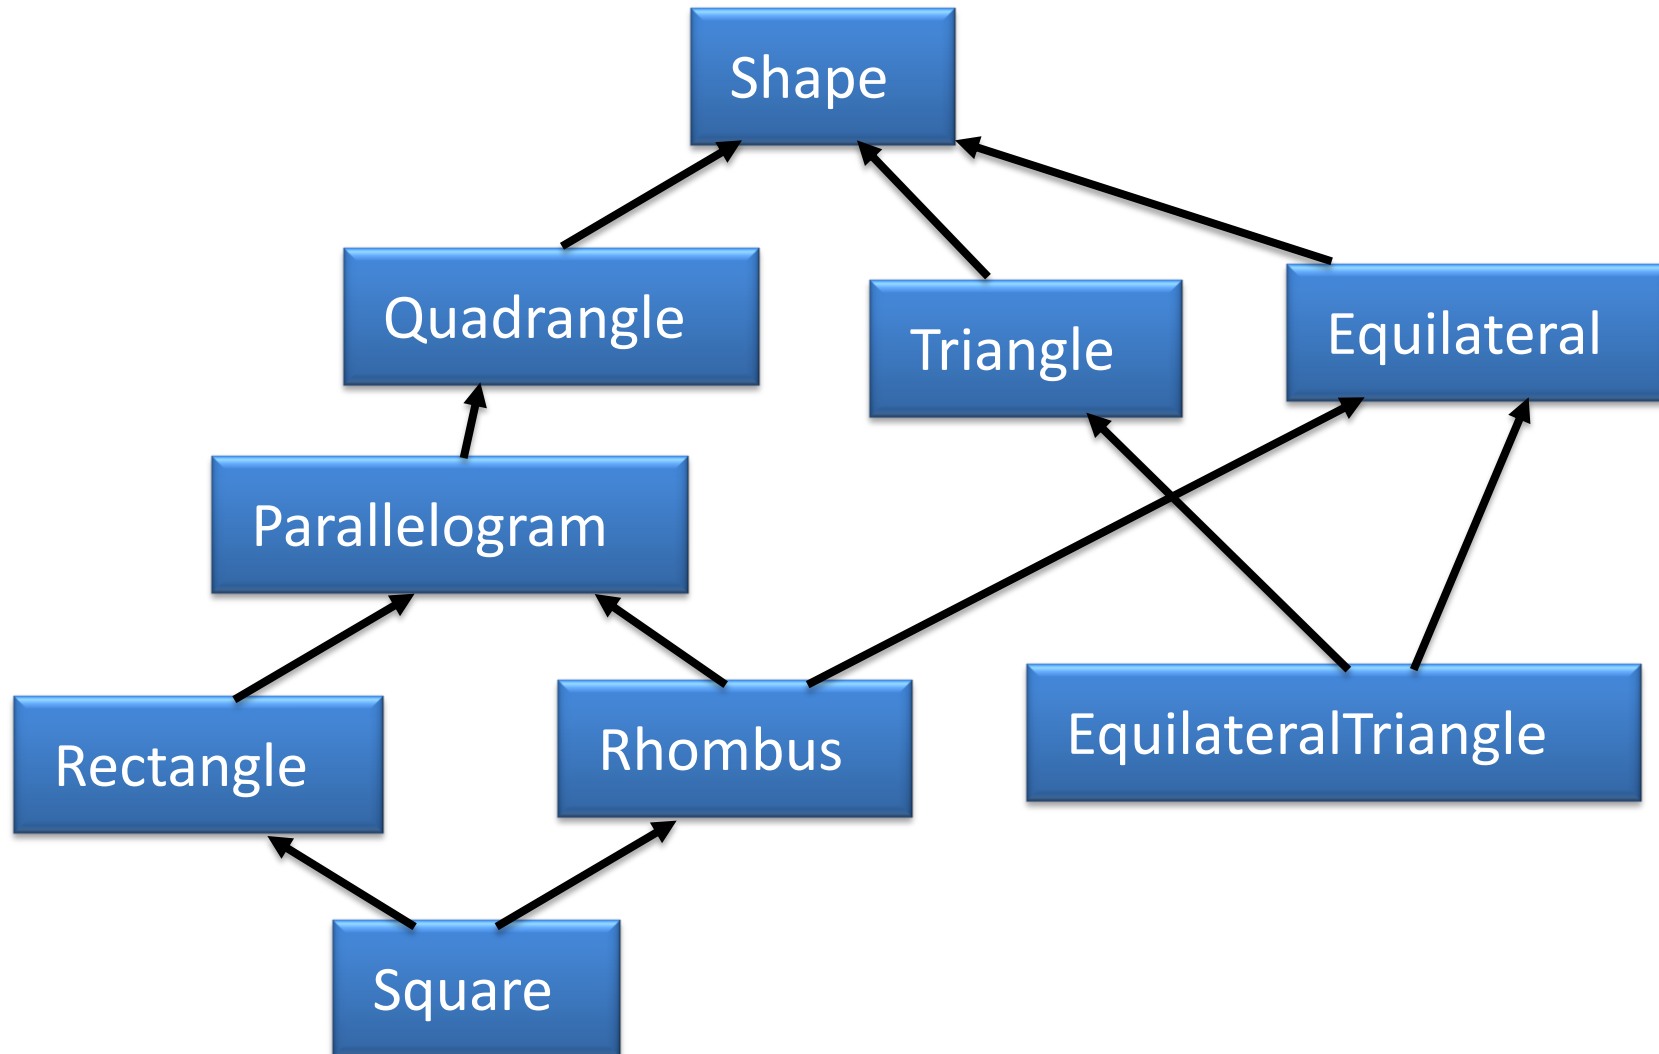 Shape
Quadrangle
Triangle
Equilateral
Parallelogram
Rectangle
Rhombus
EquilateralTriangle
Square